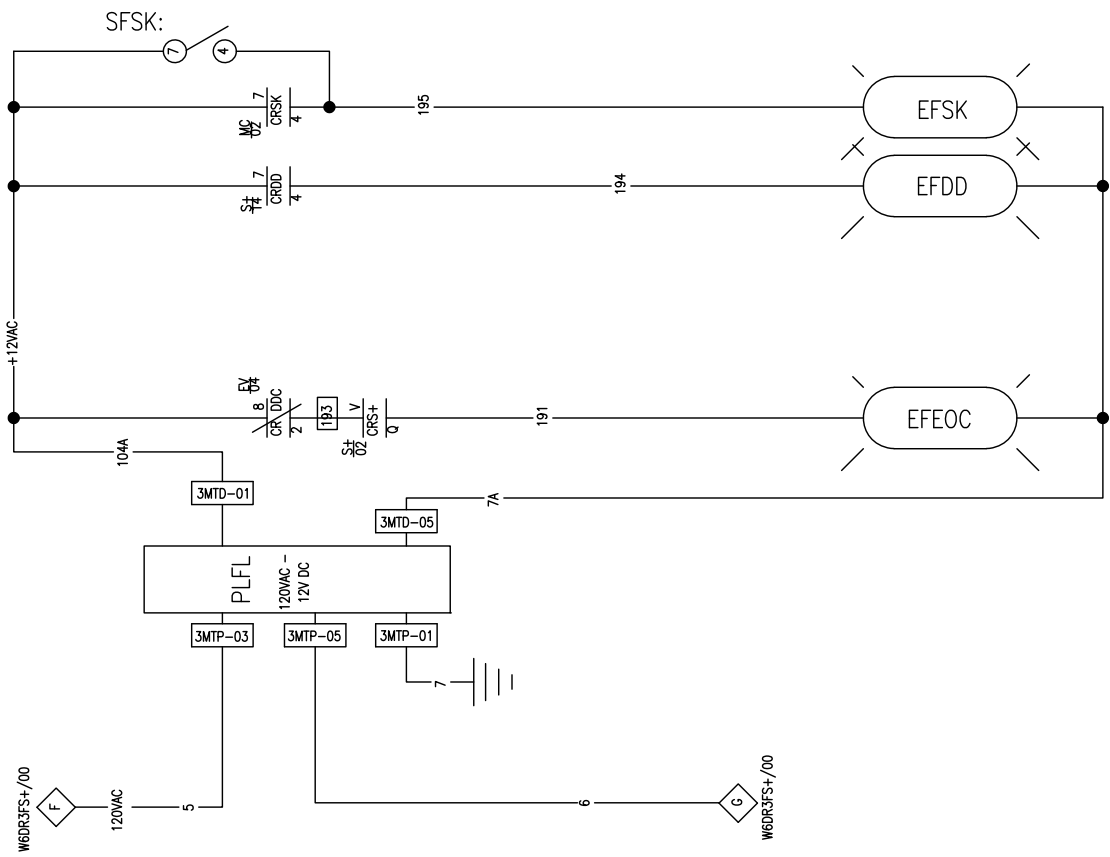 SFSK:
7
4
MC
02
7
CRSK
4
195
EFSK
S+
14
7
CRDD
4
194
EFDD
+12VAC
EV
04
8
CR DDC
2
193
S+
02
V
CRS+
Q
191
EFEOC
104A
3MTD-01
3MTD-05
7A
PLFL
120VAC -
12V DC
3MTP-03
3MTP-05
3MTP-01
7
W6DR3FS+/00
F
120VAC
5
6
G
W6DR3FS+/00